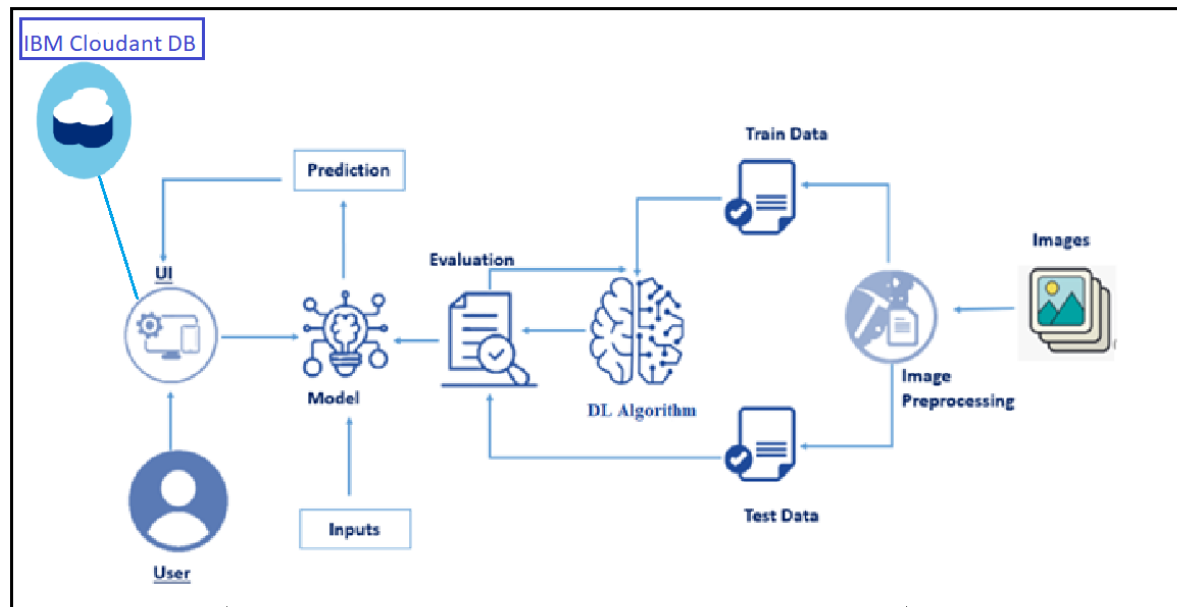 IBM Cloudant DB
Train Data
Prediction
Images
Evaluation
UI
Image
Preprocessing
Model
DL Algorithm
Inputs
Test Data
User